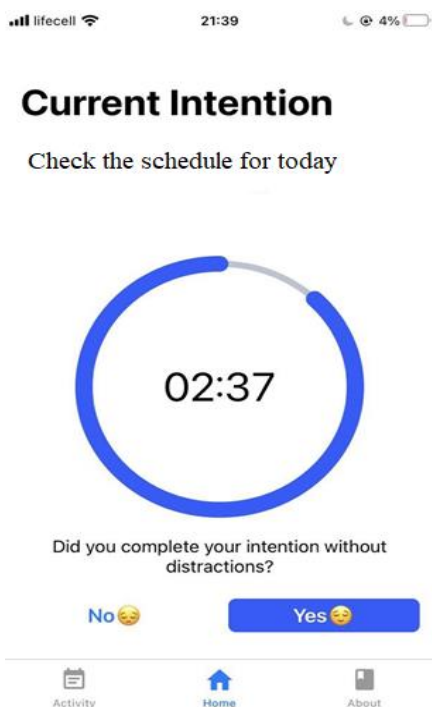 lifecell 21:39 4%
Current Intention
Check the schedule for today
02:37
Did you complete your intention without
distractions?
No😔 Yes😌
Activity Home About